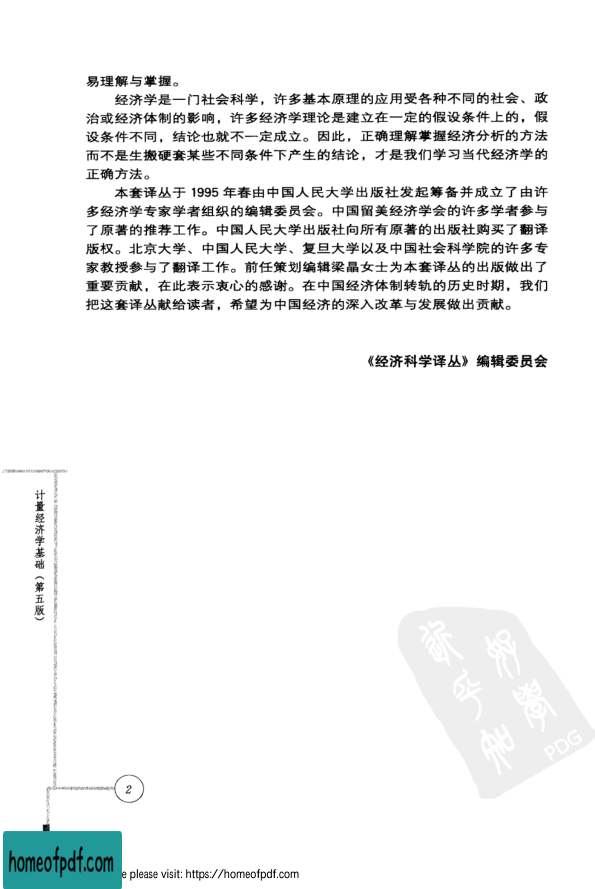 易理解与掌握。
经济学是一门社会科学，许多基本原理的应用受各种不同的社会、政
治或经济体制的影响，许多经济学理论是建立在一定的假设条件上的，假
设条件不同，结论也就不一定成立。因此，正确理解掌握经济分析的方法
而不是生搬硬套某些不同条件下产生的结论，才是我们学习当代经济学的
正确方法。
本套译丛于 1995 年春由中国人民大学出版社发起筹备并成立了由许
多经济学专家学者组织的编辑委员会。中国留美经济学会的许多学者参与
了原著的推荐工作。中国人民大学出版社向所有原著的出版社购买了翻译
版权。北京大学、中国人民大学、复旦大学以及中国社会科学院的许多专
家教授参与了翻译工作。前任策划编辑梁晶女士为本套译丛的出版做出了
重要贡献，在此表示衷心的感谢。在中国经济体制转轨的历史时期，我们
把这套译丛献给读者，希望为中国经济的深入改革与发展做出贡献。
《经济科学译丛》编辑委员会
计量经济学基础（第五版）
PDG
2
homeofpdf.com
e please visit: https://homeofpdf.com